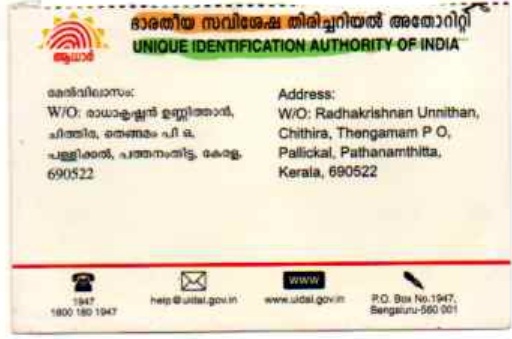 ഭാരതീയ സവിശേഷ തിരിച്ചറിയൽ അതോറിറ്റി
UNIQUE IDENTIFICATION AUTHORITY OF INDIA
ആധാർ
മേൽവിലാസം:
W/O: രാധാകൃഷ്ണൻ ഉണ്ണിത്താൻ,
ചിത്തിര, തെങ്ങമം പി ഒ,
പള്ളിക്കൽ, പത്തനംതിട്ട, കേരള,
690522
Address:
W/O: Radhakrishnan Unnithan,
Chithira, Thengamam P O,
Pallickal, Pathanamthitta,
Kerala, 690522
1947
1800 180 1947
help@uidai.gov.in
www
www.uidai.gov.in
P.O. Box No.1947,
Bengaluru-560 001